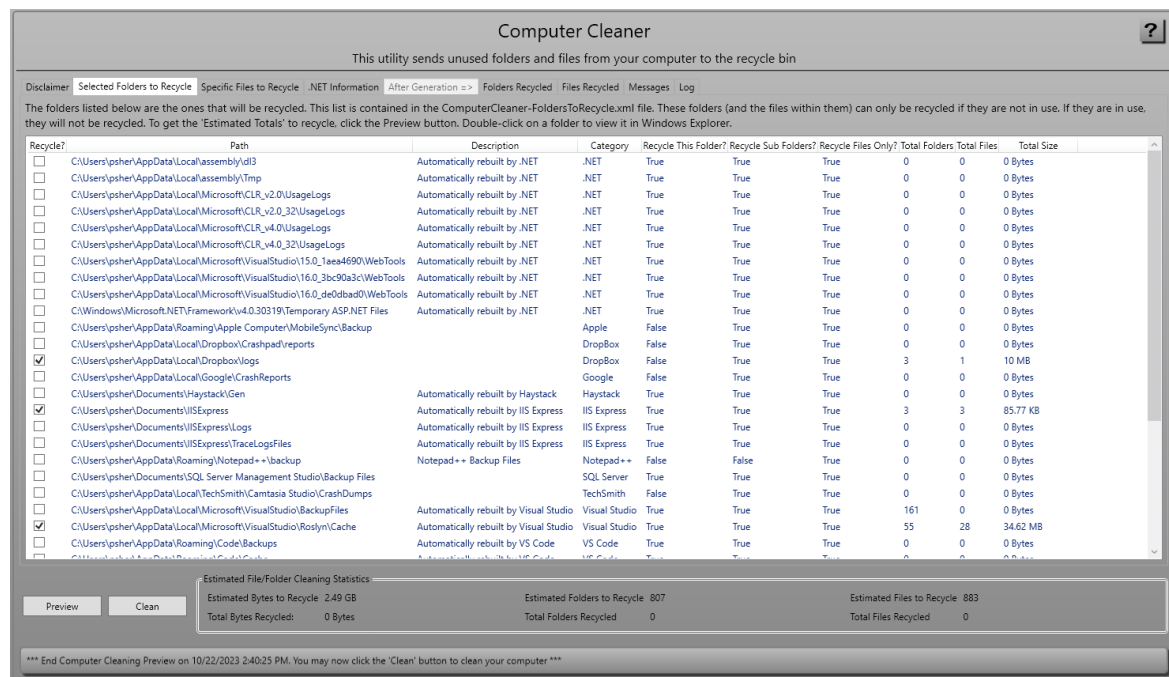 Computer Cleaner
?
This utility sends unused folders and files from your computer to the recycle bin
Disclaimer Selected Folders to Recycle Specific Files to Recycle .NET Information After Generation => Folders Recycled Files Recycled Messages Log
The folders listed below are the ones that will be recycled. This list is contained in the ComputerCleaner-FoldersToRecycle.xml file. These folders (and the files within them) can only be recycled if they are not in use. If they are in use,
they will not be recycled. To get the 'Estimated Totals' to recycle, click the Preview button. Double-click on a folder to view it in Windows Explorer.
Recycle? Path Description Category Recycle This Folder? Recycle Sub Folders? Recycle Files Only? Total Folders Total Files Total Size
C:\Users\psher\AppData\Local\assembly\dl3 Automatically rebuilt by .NET .NET True True True 0 0 0 Bytes
C:\Users\psher\AppData\Local\assembly\Tmp Automatically rebuilt by .NET .NET True True True 0 0 0 Bytes
C:\Users\psher\AppData\Local\Microsoft\CLR_v2.0\UsageLogs Automatically rebuilt by .NET .NET True True True 0 0 0 Bytes
C:\Users\psher\AppData\Local\Microsoft\CLR_v2.0_32\UsageLogs Automatically rebuilt by .NET .NET True True True 0 0 0 Bytes
C:\Users\psher\AppData\Local\Microsoft\CLR_v4.0\UsageLogs Automatically rebuilt by .NET .NET True True True 0 0 0 Bytes
C:\Users\psher\AppData\Local\Microsoft\CLR_v4.0_32\UsageLogs Automatically rebuilt by .NET .NET True True True 0 0 0 Bytes
C:\Users\psher\AppData\Local\Microsoft\VisualStudio\15.0_1aea4690\WebTools Automatically rebuilt by .NET .NET True True True 0 0 0 Bytes
C:\Users\psher\AppData\Local\Microsoft\VisualStudio\16.0_3bc90a3c\WebTools Automatically rebuilt by .NET .NET True True True 0 0 0 Bytes
C:\Users\psher\AppData\Local\Microsoft\VisualStudio\16.0_de0dbad0\WebTools Automatically rebuilt by .NET .NET True True True 0 0 0 Bytes
C:\Windows\Microsoft.NET\Framework\v4.0.30319\Temporary ASP.NET Files Automatically rebuilt by .NET .NET True True True 0 0 0 Bytes
C:\Users\psher\AppData\Roaming\Apple Computer\MobileSync\Backup Apple False True True 0 0 0 Bytes
C:\Users\psher\AppData\Local\Dropbox\Crashpad\reports DropBox False True True 0 0 0 Bytes
C:\Users\psher\AppData\Local\Dropbox\logs DropBox False True True 3 1 10 MB
C:\Users\psher\AppData\Local\Google\CrashReports Google False True True 0 0 0 Bytes
C:\Users\psher\Documents\Haystack\Gen Automatically rebuilt by Haystack Haystack True True True 0 0 0 Bytes
C:\Users\psher\Documents\IISExpress Automatically rebuilt by IIS Express IIS Express True True True 3 3 85.77 KB
C:\Users\psher\Documents\IISExpress\Logs Automatically rebuilt by IIS Express IIS Express True True True 0 0 0 Bytes
C:\Users\psher\Documents\IISExpress\TraceLogsFiles Automatically rebuilt by IIS Express IIS Express True True True 0 0 0 Bytes
C:\Users\psher\AppData\Roaming\Notepad++\backup Notepad++ Backup Files Notepad++ False False True 0 0 0 Bytes
C:\Users\psher\Documents\SQL Server Management Studio\Backup Files SQL Server True True True 0 0 0 Bytes
C:\Users\psher\AppData\Local\TechSmith\Camtasia Studio\CrashDumps TechSmith False True True 0 0 0 Bytes
C:\Users\psher\AppData\Local\Microsoft\VisualStudio\BackupFiles Automatically rebuilt by Visual Studio Visual Studio True True True 161 0 0 Bytes
C:\Users\psher\AppData\Local\Microsoft\VisualStudio\Roslyn\Cache Automatically rebuilt by Visual Studio Visual Studio True True True 55 28 34.62 MB
C:\Users\psher\AppData\Roaming\Code\Backups Automatically rebuilt by VS Code VS Code True True True 0 0 0 Bytes
Estimated File/Folder Cleaning Statistics
Preview Clean
Estimated Bytes to Recycle 2.49 GB Estimated Folders to Recycle 807 Estimated Files to Recycle 883
Total Bytes Recycled: 0 Bytes Total Folders Recycled 0 Total Files Recycled 0
*** End Computer Cleaning Preview on 10/22/2023 2:40:25 PM. You may now click the 'Clean' button to clean your computer ***